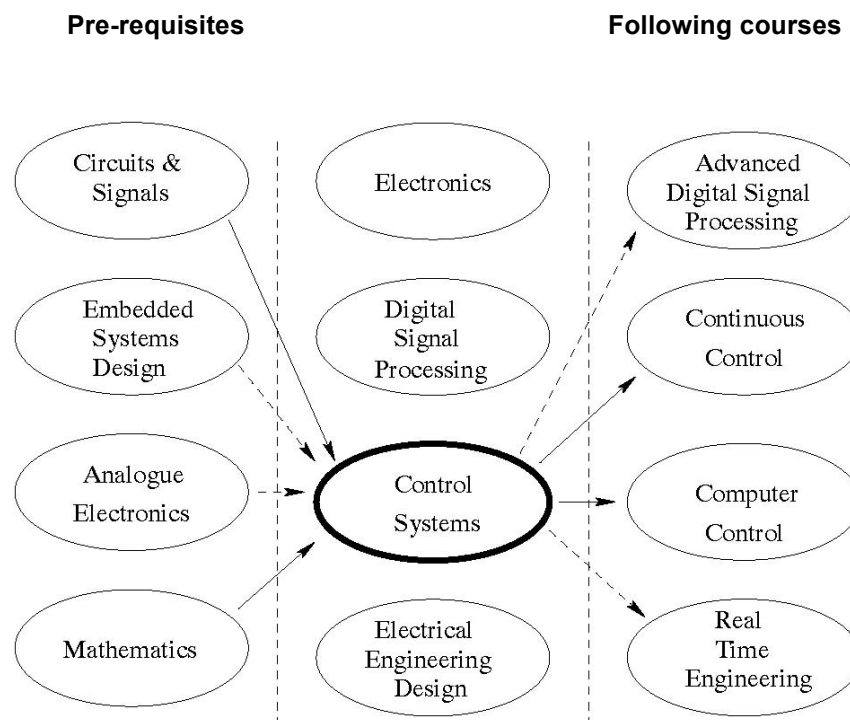 Pre-requisites
Following courses
Circuits &
Signals
Electronics
Advanced
Digital Signal
Processing
Embedded
Systems
Design
Digital
Signal
Processing
Continuous
Control
Analogue
Electronics
Control
Systems
Computer
Control
Mathematics
Electrical
Engineering
Design
Real
Time
Engineering